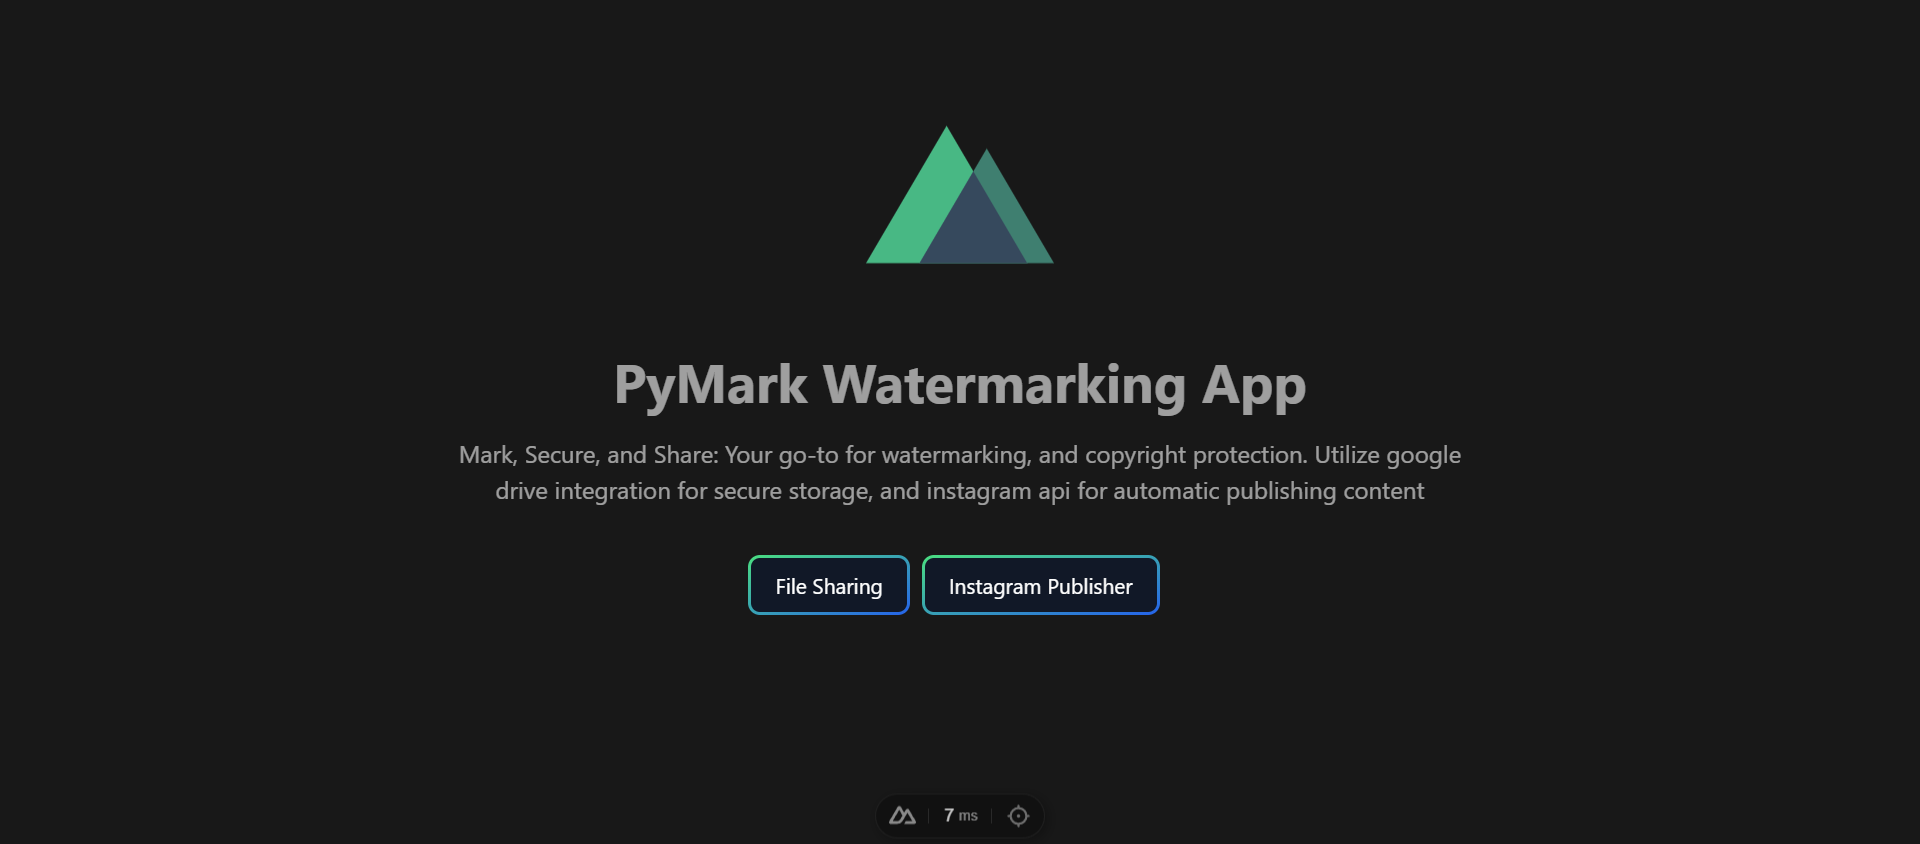 PyMark Watermarking App
Mark, Secure, and Share: Your go-to for watermarking, and copyright protection. Utilize google
drive integration for secure storage, and instagram api for automatic publishing content
File Sharing
Instagram Publisher
7 ms